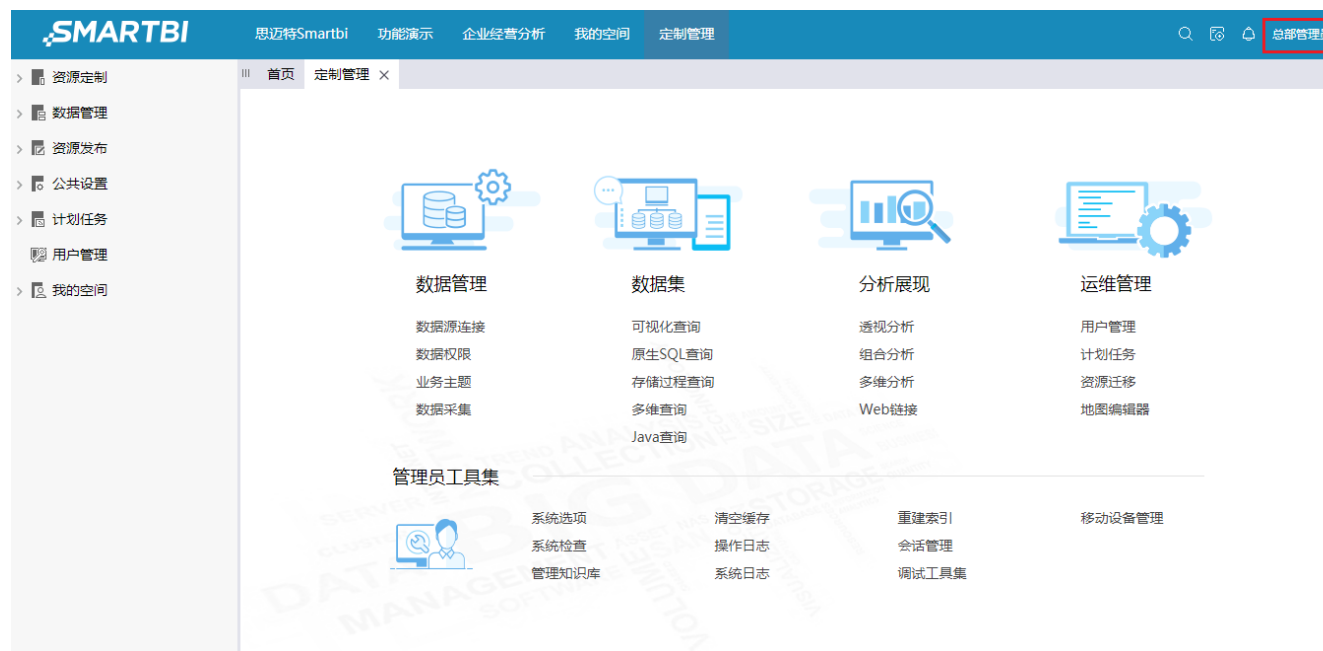 SMARTBI
思迈特Smartbi 功能演示 企业经营分析 我的空间 定制管理 总部管理员
资源定制
数据管理
资源发布
公共设置
计划任务
用户管理
我的空间
首页 定制管理
数据管理 数据集 分析展现 运维管理
数据源连接 可视化查询 透视分析 用户管理
数据权限 原生SQL查询 组合分析 计划任务
业务主题 存储过程查询 多维分析 资源迁移
数据采集 多维查询 Web链接 地图编辑器
Java查询
管理员工具集
系统选项 清空缓存 重建索引 移动设备管理
系统检查 操作日志 会话管理
管理知识库 系统日志 调试工具集
BIG DATA
COLLECTION
ANALYSIS
SIZE
STORAGE
SERVER
MANAGEMENT
SOFTWARE
VOLUME